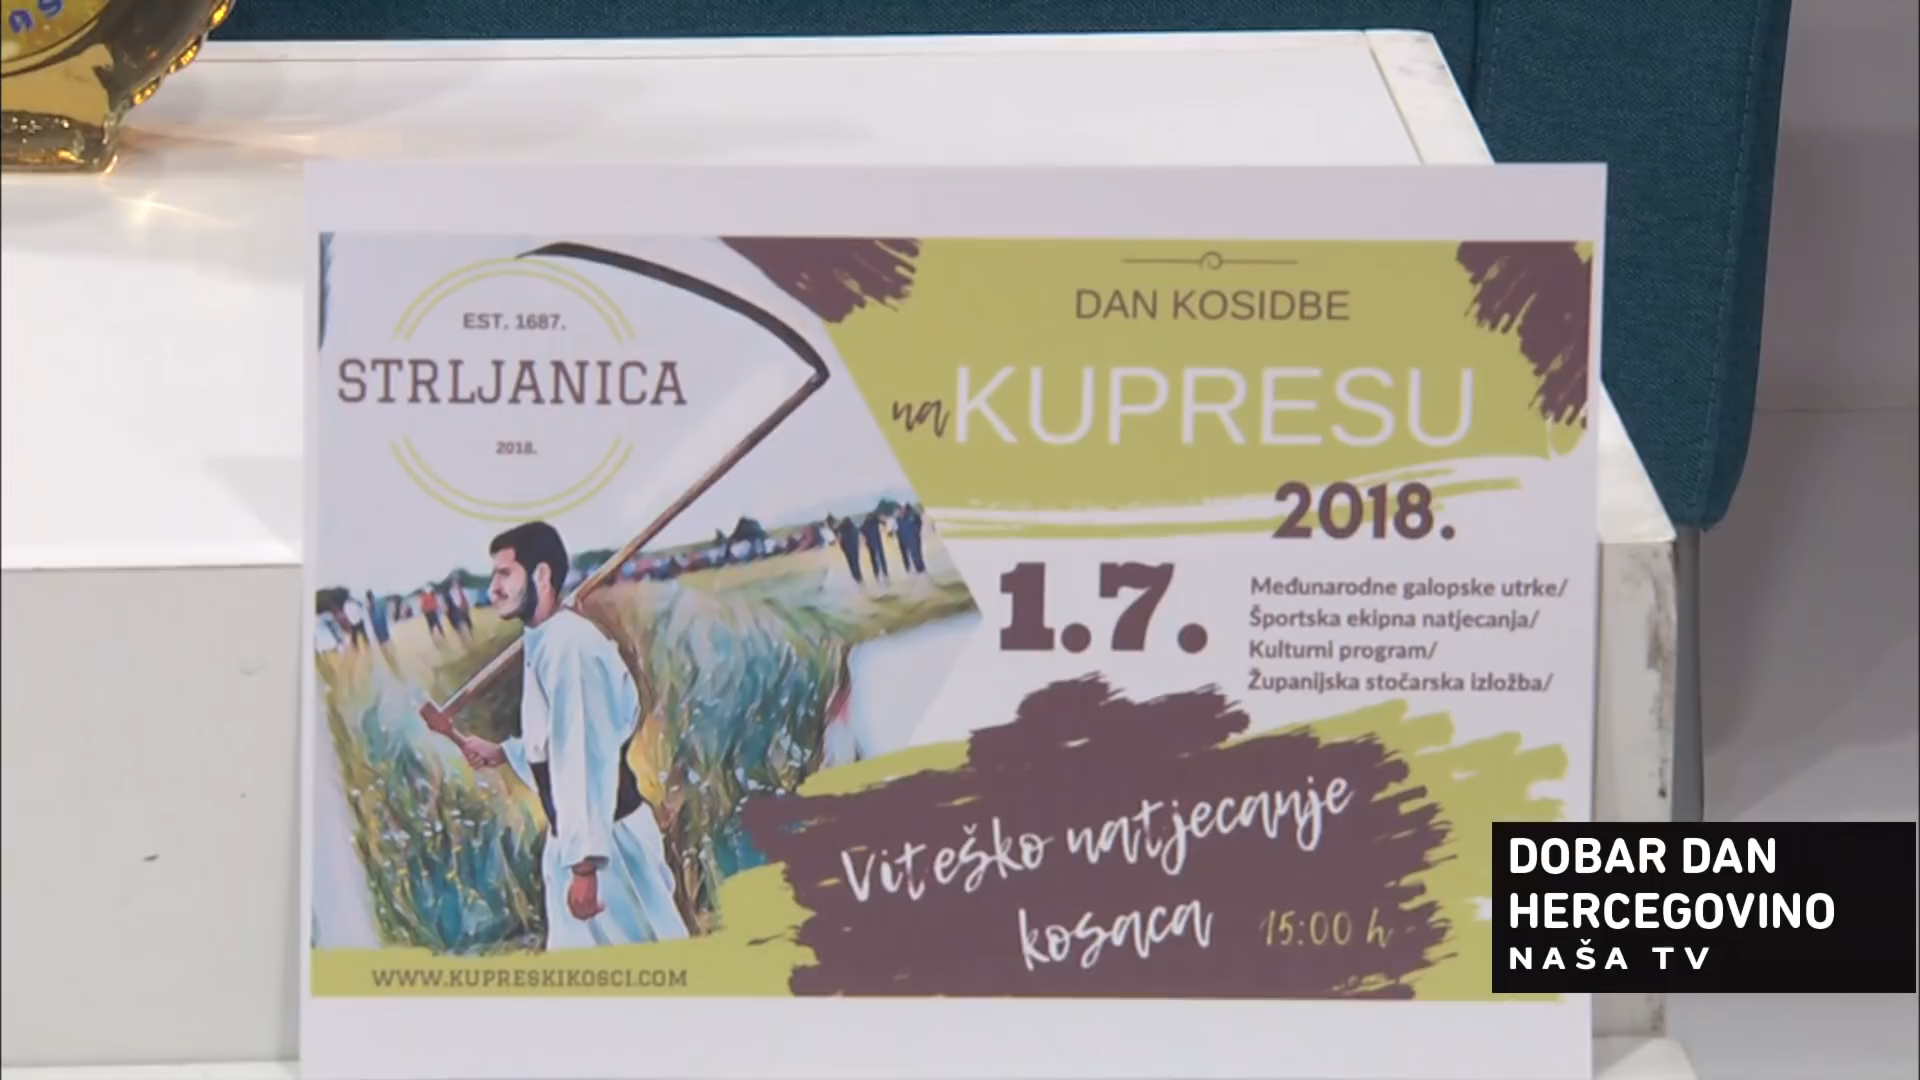 EST. 1687.
STRLJANICA
2018.
DAN KOSIDBE
na KUPRESU
2018.
1.7.
Međunarodne galopske utrke/
Športska ekipna natjecanja/
Kulturni program/
Županijska stočarska izložba/
Viteško natjecanje
kosaca 15:00 h
WWW.KUPRESKIKOSCI.COM
DOBAR DAN
HERCEGOVINO
NAŠA TV